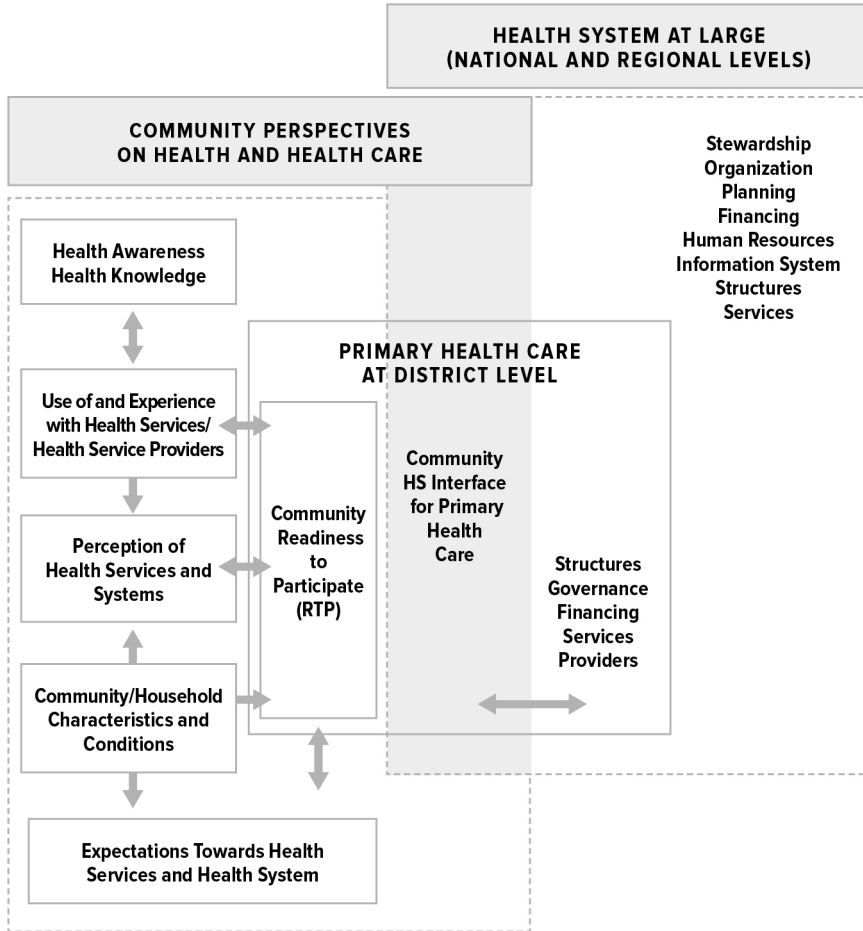 HEALTH SYSTEM AT LARGE
(NATIONAL AND REGIONAL LEVELS)
COMMUNITY PERSPECTIVES
ON HEALTH AND HEALTH CARE
Stewardship
Organization
Planning
Financing
Human Resources
Information System
Structures
Services
Health Awareness
Health Knowledge
PRIMARY HEALTH CARE
AT DISTRICT LEVEL
Use of and Experience
with Health Services/
Health Service Providers
Community
Readiness
to
Participate
(RTP)
Community
HS Interface
for Primary
Health
Care
Perception of
Health Services and
Systems
Structures
Governance
Financing
Services
Providers
Community/Household
Characteristics and
Conditions
Expectations Towards Health
Services and Health System